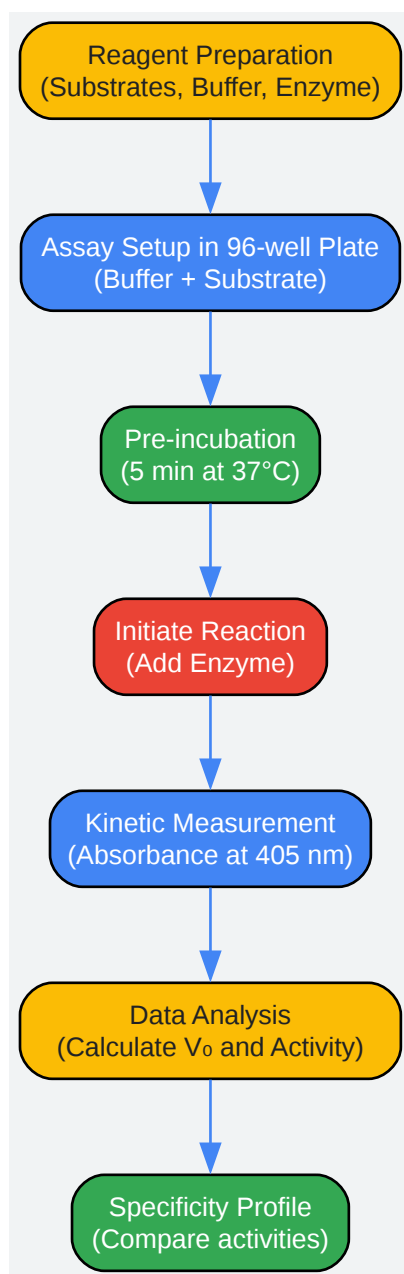 Reagent Preparation
(Substrates, Buffer, Enzyme)
Assay Setup in 96-well Plate
(Buffer + Substrate)
Pre-incubation
(5 min at 37°C)
Initiate Reaction
(Add Enzyme)
Kinetic Measurement
(Absorbance at 405 nm)
Data Analysis
(Calculate V₀ and Activity)
Specificity Profile
(Compare activities)